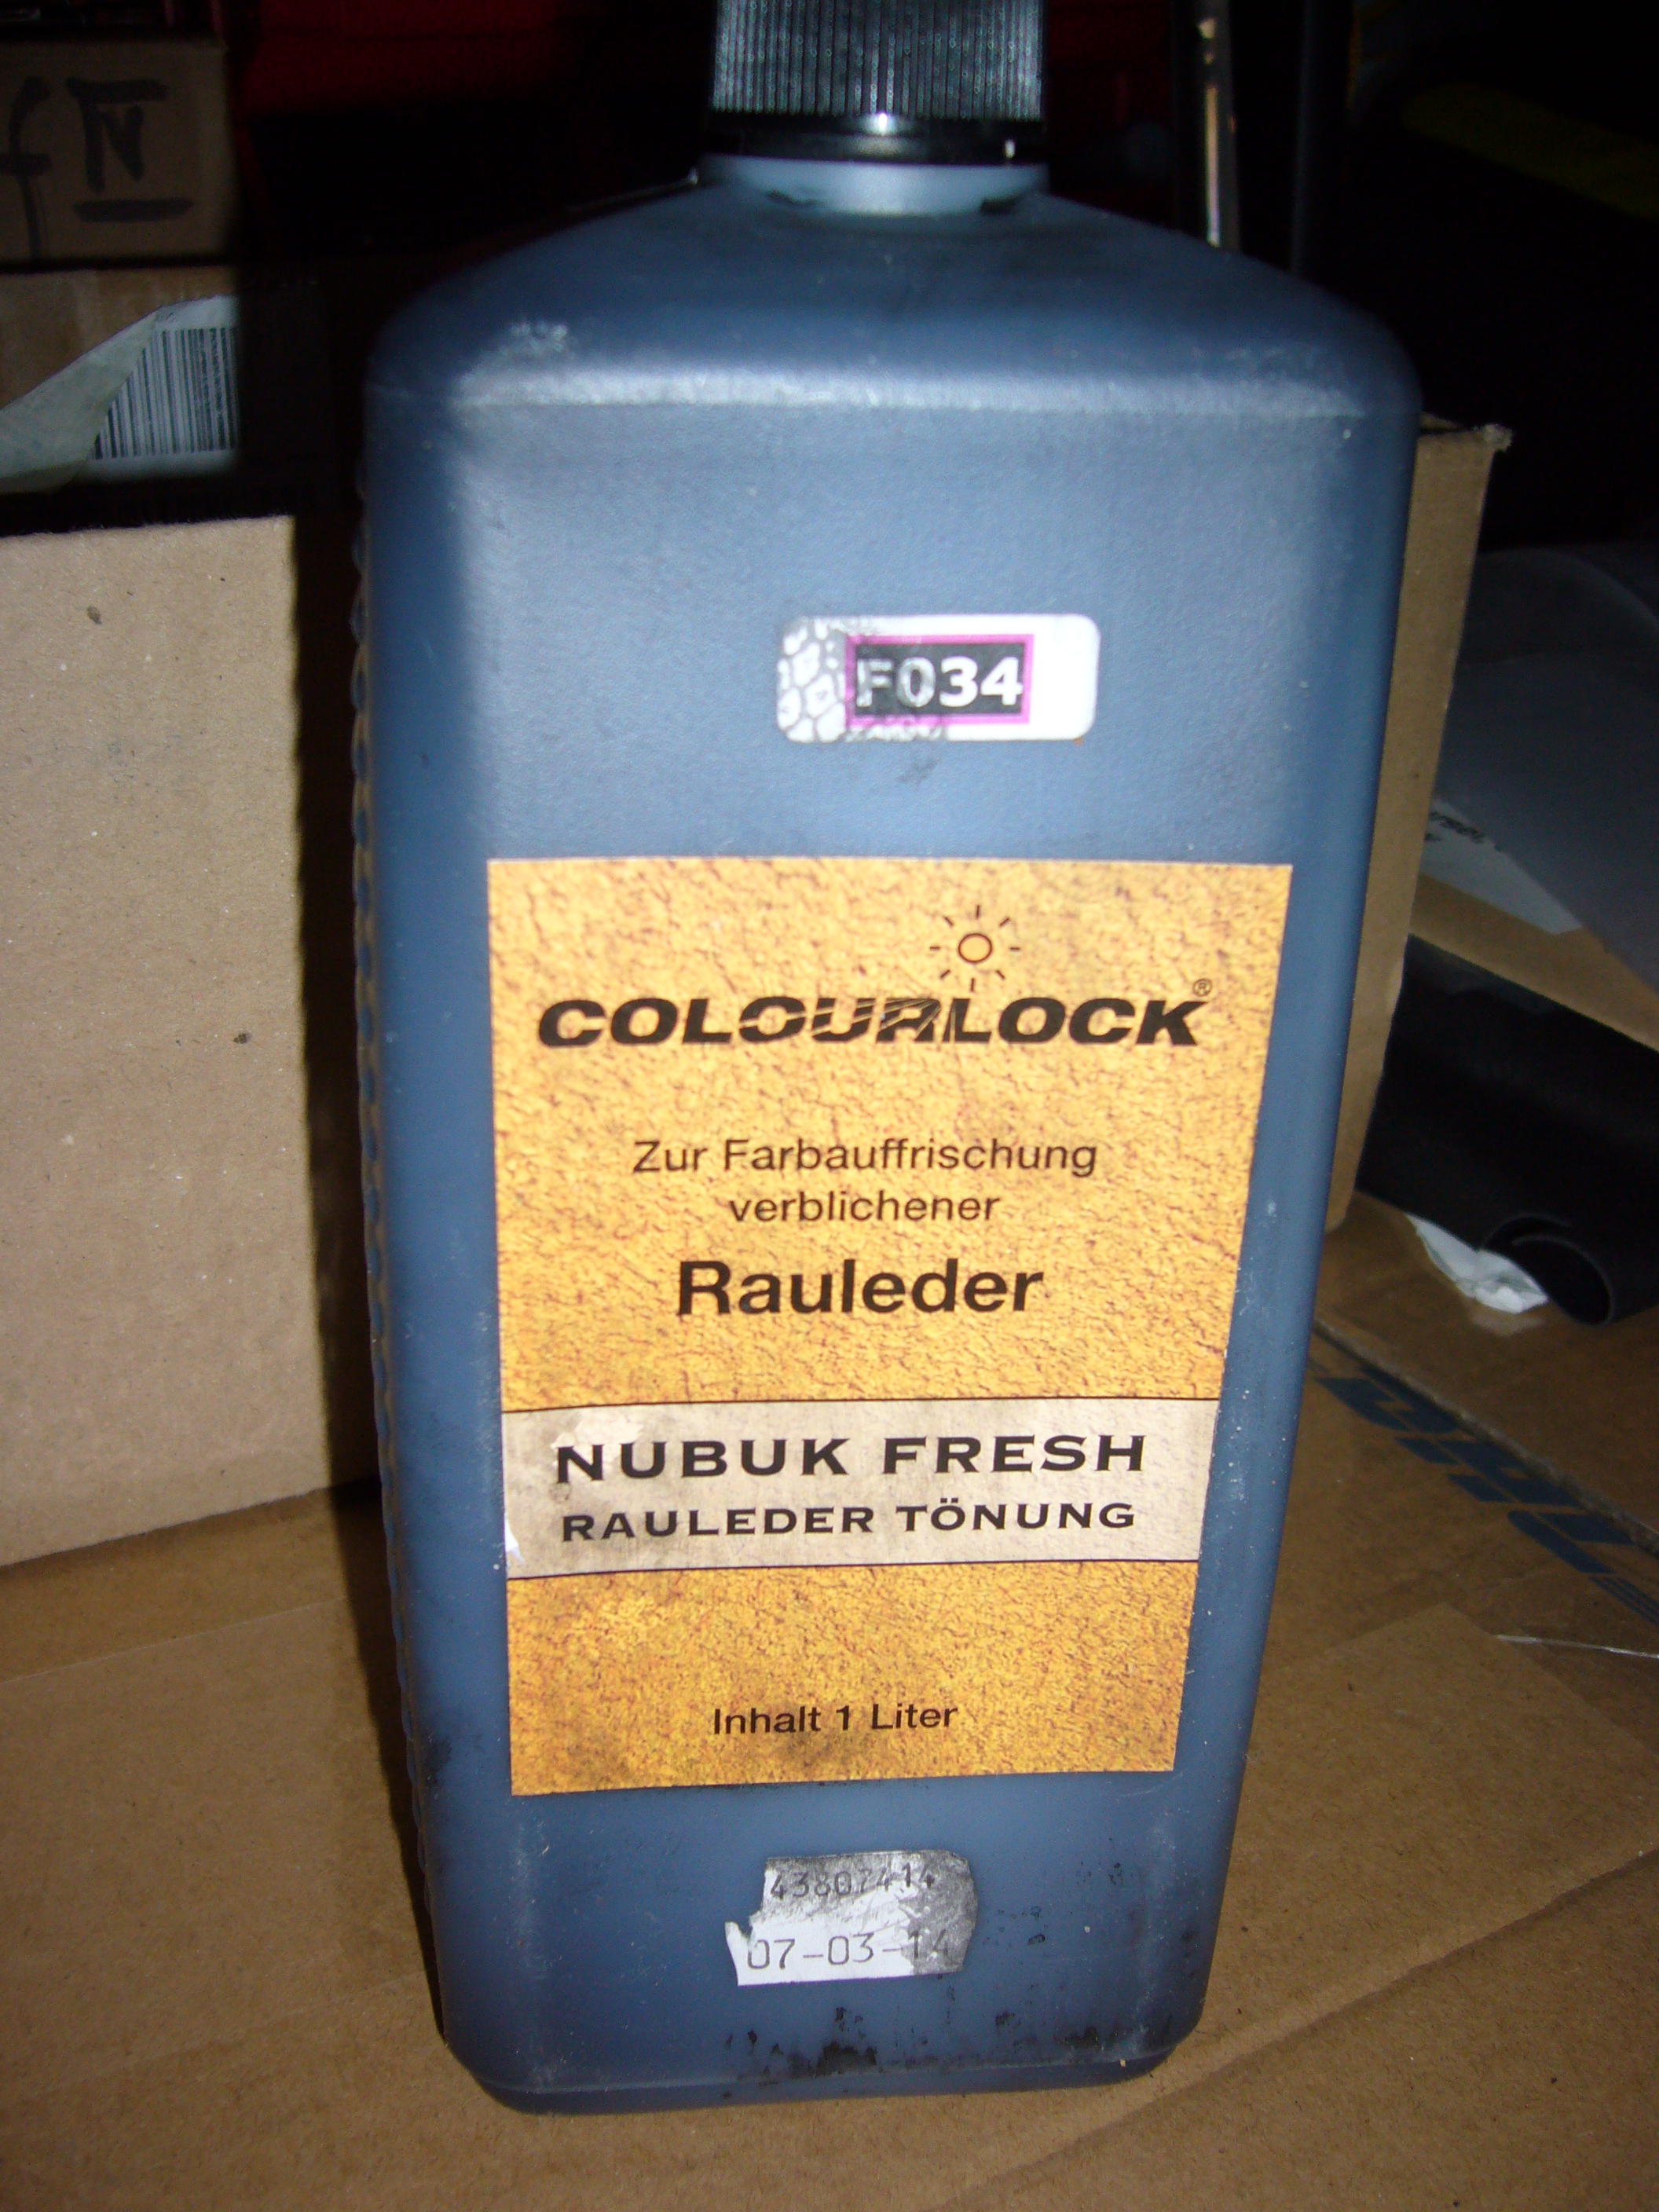 F034
COLOURLOCK®
Zur Farbauffrischung
verblichener
Rauleder
NUBUK FRESH
RAULEDER TÖNUNG
Inhalt 1 Liter
43807414
07-03-14